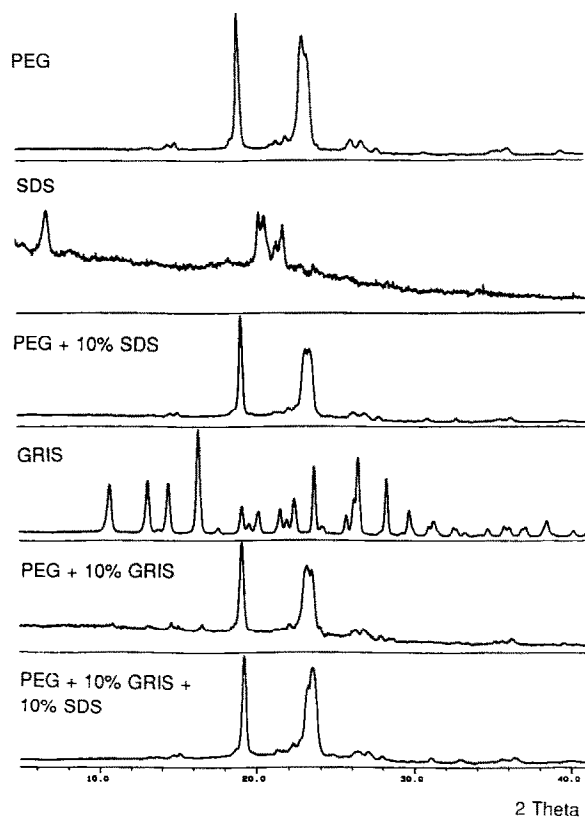 PEG
SDS
PEG + 10% SDS
GRIS
PEG + 10% GRIS
PEG + 10% GRIS +
10% SDS
10.0 20.0 30.0 40.0
2 Theta